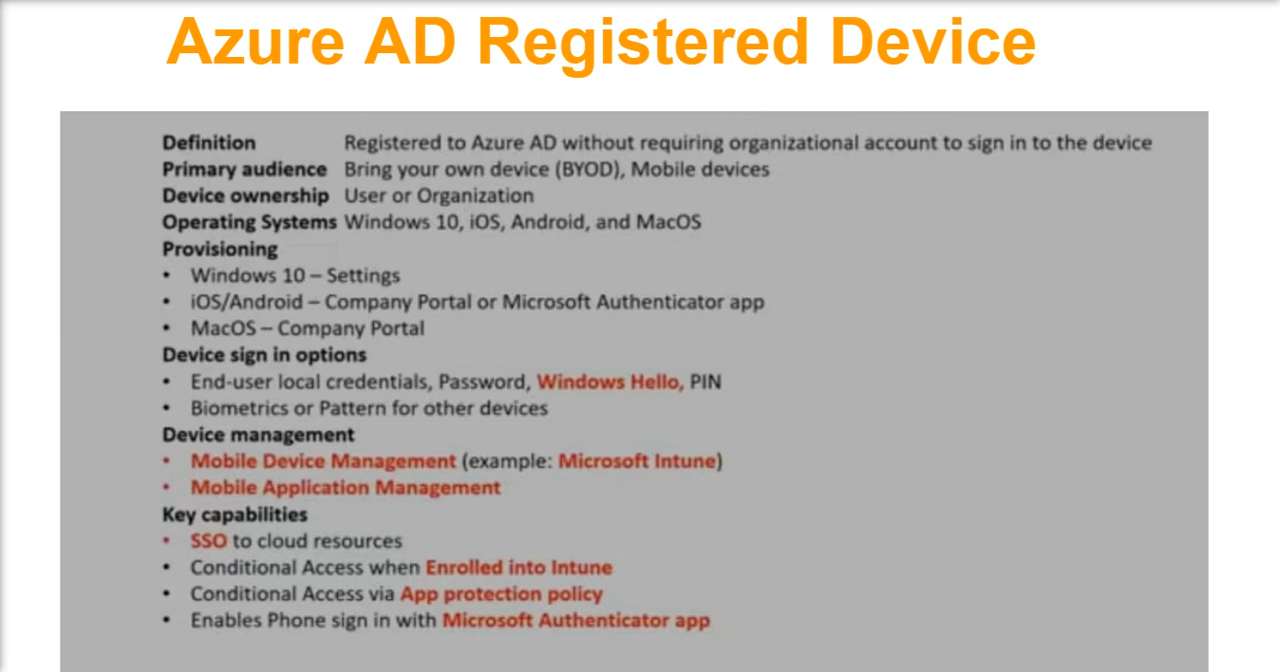 Azure AD Registered Device
Definition Registered to Azure AD without requiring organizational account to sign in to the device
Primary audience Bring your own device (BYOD), Mobile devices
Device ownership User or Organization
Operating Systems Windows 10, iOS, Android, and MacOS
Provisioning
• Windows 10 – Settings
• iOS/Android – Company Portal or Microsoft Authenticator app
• MacOS – Company Portal
Device sign in options
• End-user local credentials, Password, Windows Hello, PIN
• Biometrics or Pattern for other devices
Device management
• Mobile Device Management (example: Microsoft Intune)
• Mobile Application Management
Key capabilities
• SSO to cloud resources
• Conditional Access when Enrolled into Intune
• Conditional Access via App protection policy
• Enables Phone sign in with Microsoft Authenticator app